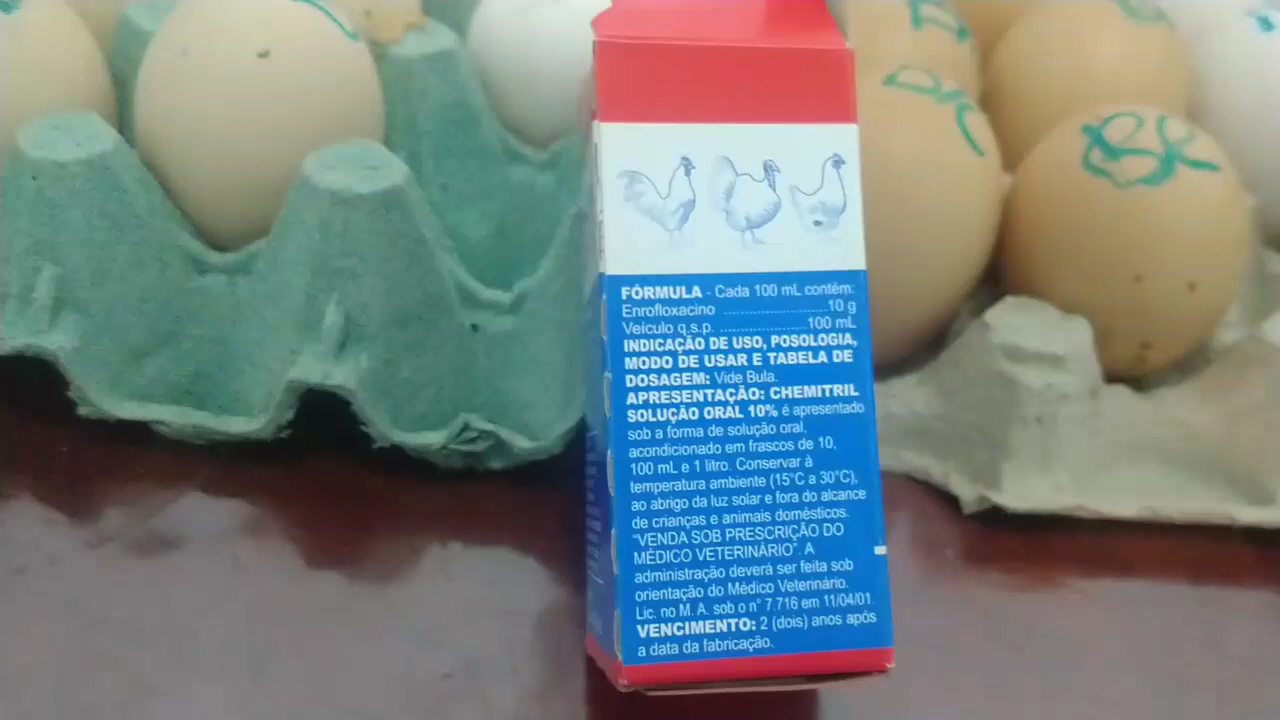 FÓRMULA - Cada 100 mL contêm:
Enrofloxacino ........................10 g
Veículo q.s.p. ....................100 mL
INDICAÇÃO DE USO, POSOLOGIA,
MODO DE USAR E TABELA DE
DOSAGEM: Vide Bula.
APRESENTAÇÃO: CHEMITRIL
SOLUÇÃO ORAL 10% é apresentado
sob a forma de solução oral,
acondicionado em frascos de 10,
100 mL e 1 litro. Conservar à
temperatura ambiente (15°C a 30°C),
ao abrigo da luz solar e fora do alcance
de crianças e animais domésticos.
"VENDA SOB PRESCRIÇÃO DO
MÉDICO VETERINÁRIO". A
administração deverá ser feita sob
orientação do Médico Veterinário.
Lic. no M. A. sob o n° 7.716 em 11/04/01.
VENCIMENTO: 2 (dois) anos após
a data da fabricação.
BK